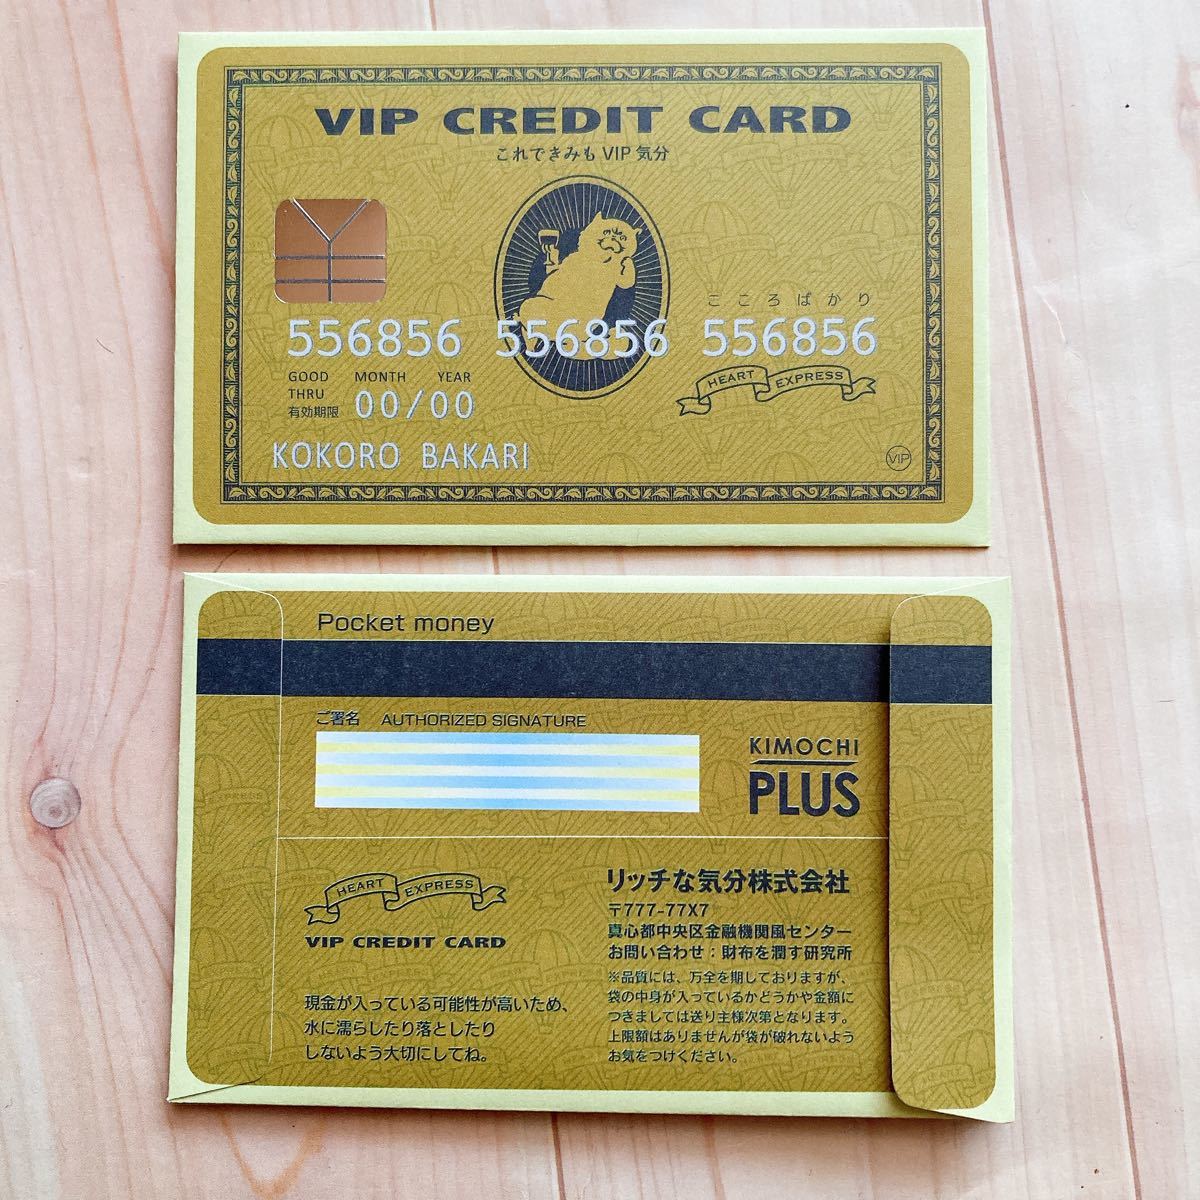 VIP CREDIT CARD
これできみもVIP気分
こころばかり
556856 556856 556856
GOOD MONTH YEAR
THRU
有効期限 00/00
HEART EXPRESS
KOKORO BAKARI
VIP
Pocket money
ご署名 AUTHORIZED SIGNATURE
KIMOCHI
PLUS
HEART EXPRESS
VIP CREDIT CARD
現金が入っている可能性が高いため、
水に濡らしたり落としたり
しないよう大切にしてね。
リッチな気分株式会社
〒777-77X7
真心都中央区金融機関風センター
お問い合わせ：財布を潤す研究所
※品質には、万全を期しておりますが、
袋の中身が入っているかどうかや金額に
つきましては送り主様次第となります。
上限額はありませんが袋が破れないよう
お気をつけください。